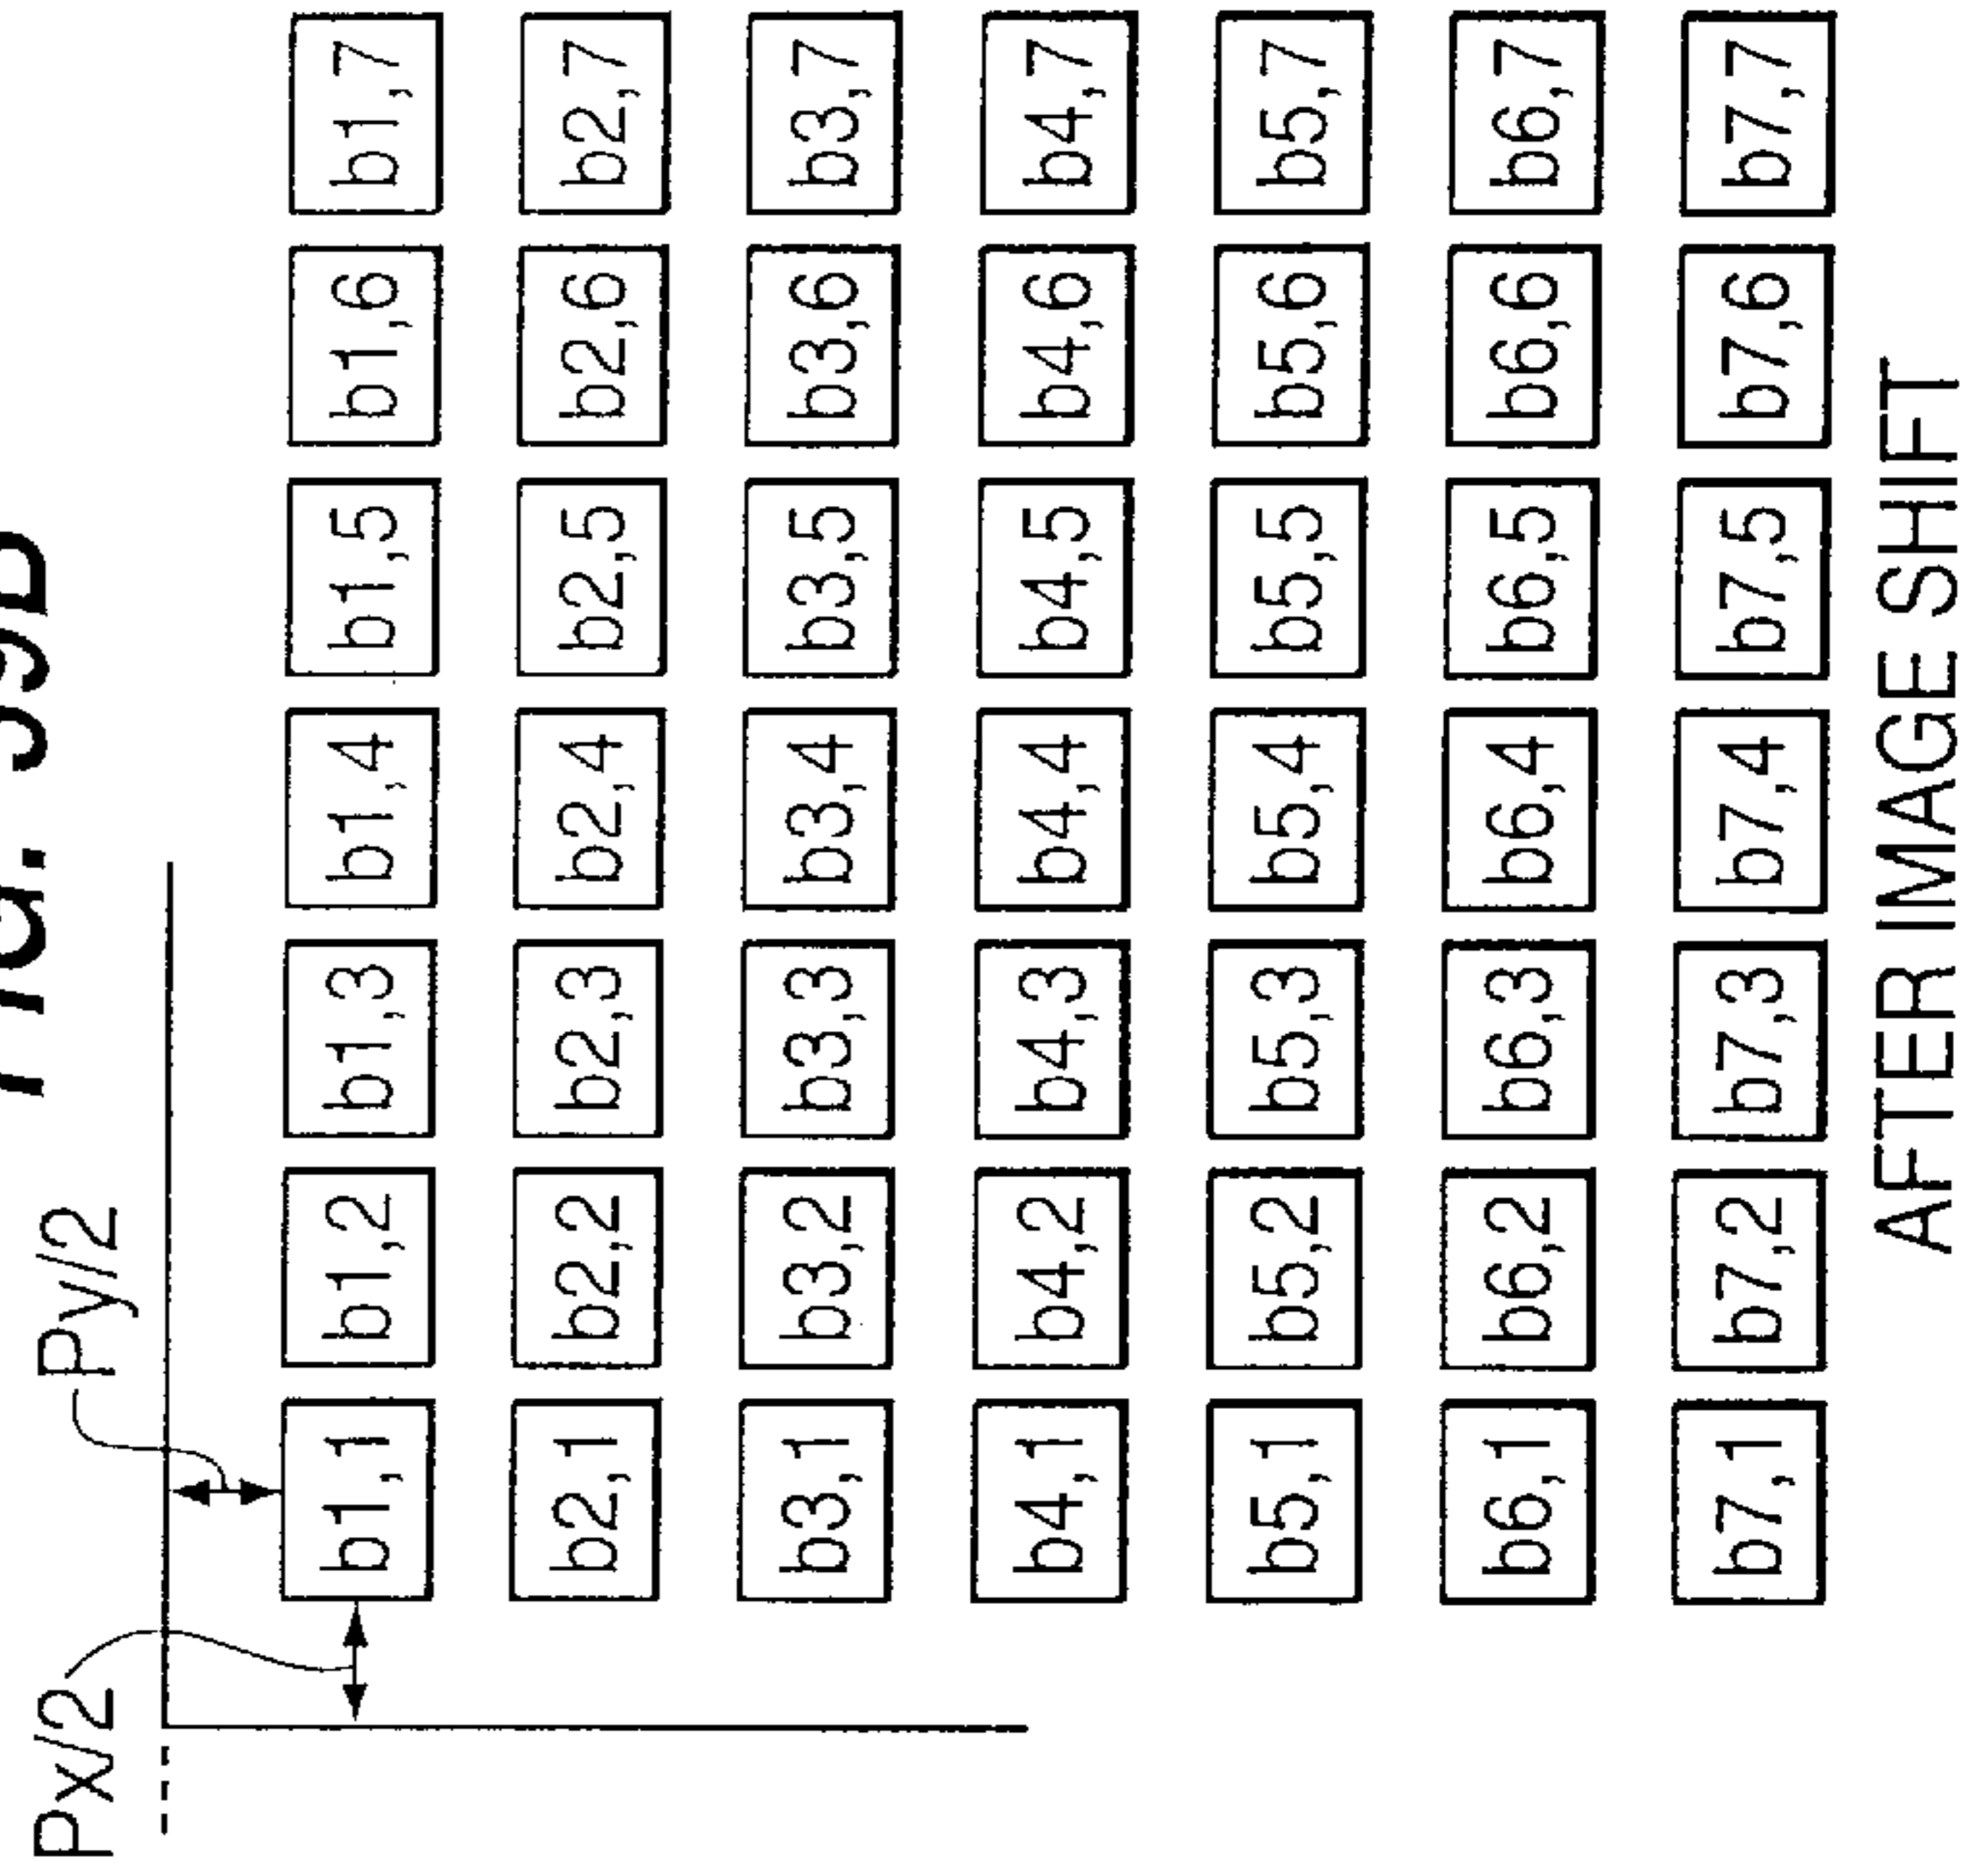 FIG.
Px/2 Py/2
b1,1 b1,2 b1,3 b1,4 b1,5 b1,6 b1,7
b2,1 b2,2 b2,3 b2,4 b2,5 b2,6 b2,7
b3,1 b3,2 b3,3 b3,4 b3,5 b3,6 b3,7
b4,1 b4,2 b4,3 b4,4 b4,5 b4,6 b4,7
b5,1 b5,2 b5,3 b5,4 b5,5 b5,6 b5,7
b6,1 b6,2 b6,3 b6,4 b6,5 b6,6 b6,7
b7,1 b7,2 b7,3 b7,4 b7,5 b7,6 b7,7
AFTER IMAGE SHIFT